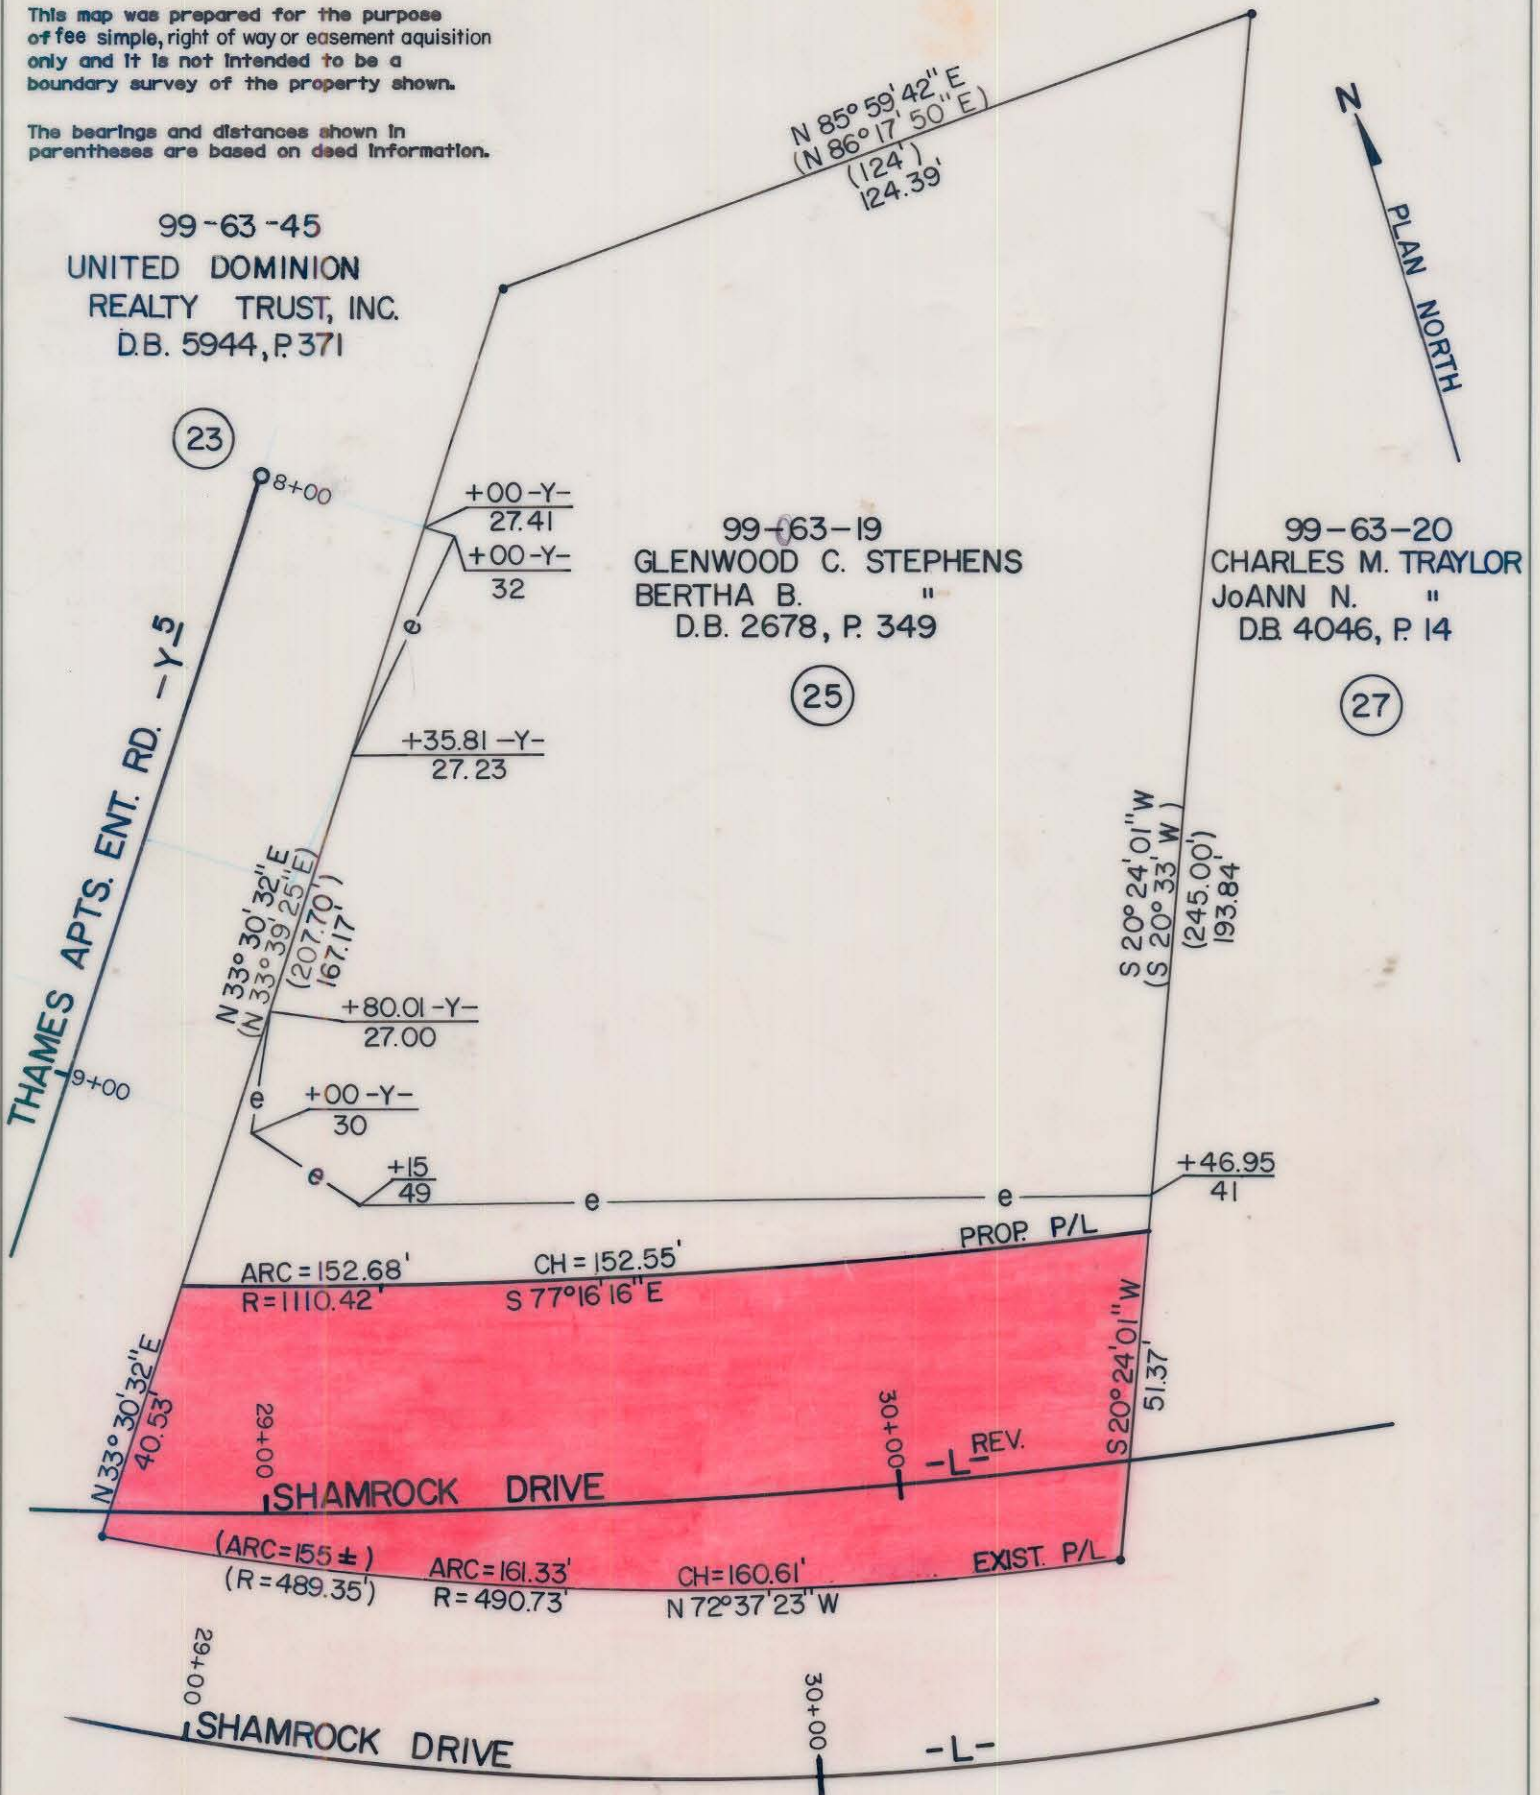 This map was prepared for the purpose
of fee simple, right of way or easement aquisition
only and it is not intended to be a
boundary survey of the property shown.
The bearings and distances shown in
parentheses are based on deed information.
N 85° 59' 42" E
(N 86° 17' 50" E)
(124')
124.39'
N
PLAN NORTH
99-63-45
UNITED DOMINION
REALTY TRUST, INC.
D.B. 5944, P. 371
23
8+00
+00 -Y-
27.41
+00-Y-
32
e
99-63-19
GLENWOOD C. STEPHENS
BERTHA B. "
D.B. 2678, P. 349
25
99-63-20
CHARLES M. TRAYLOR
JoANN N. "
D.B. 4046, P. 14
27
THAMES APTS. ENT. RD. -Y-5
+35.81 -Y-
27.23
N 33° 30' 32" E
(N 33° 39' 25" E)
(207.70')
167.17'
S 20° 24' 01" W
(S 20° 33' W)
(245.00')
193.84'
+80.01 -Y-
27.00
9+00
e
+00 -Y-
30
e
+15
49
e
e
+46.95
41
PROP. P/L
ARC = 152.68'
R=1110.42'
CH = 152.55'
S 77° 16' 16" E
N 33° 30' 32" E
40.53'
S 20° 24' 01" W
51.37'
29+00
30+00
SHAMROCK DRIVE
-L- REV.
(ARC=155±)
(R=489.35')
ARC=161.33'
R=490.73'
CH=160.61'
N 72° 37' 23" W
EXIST. P/L
29+00
30+00
SHAMROCK DRIVE
-L-